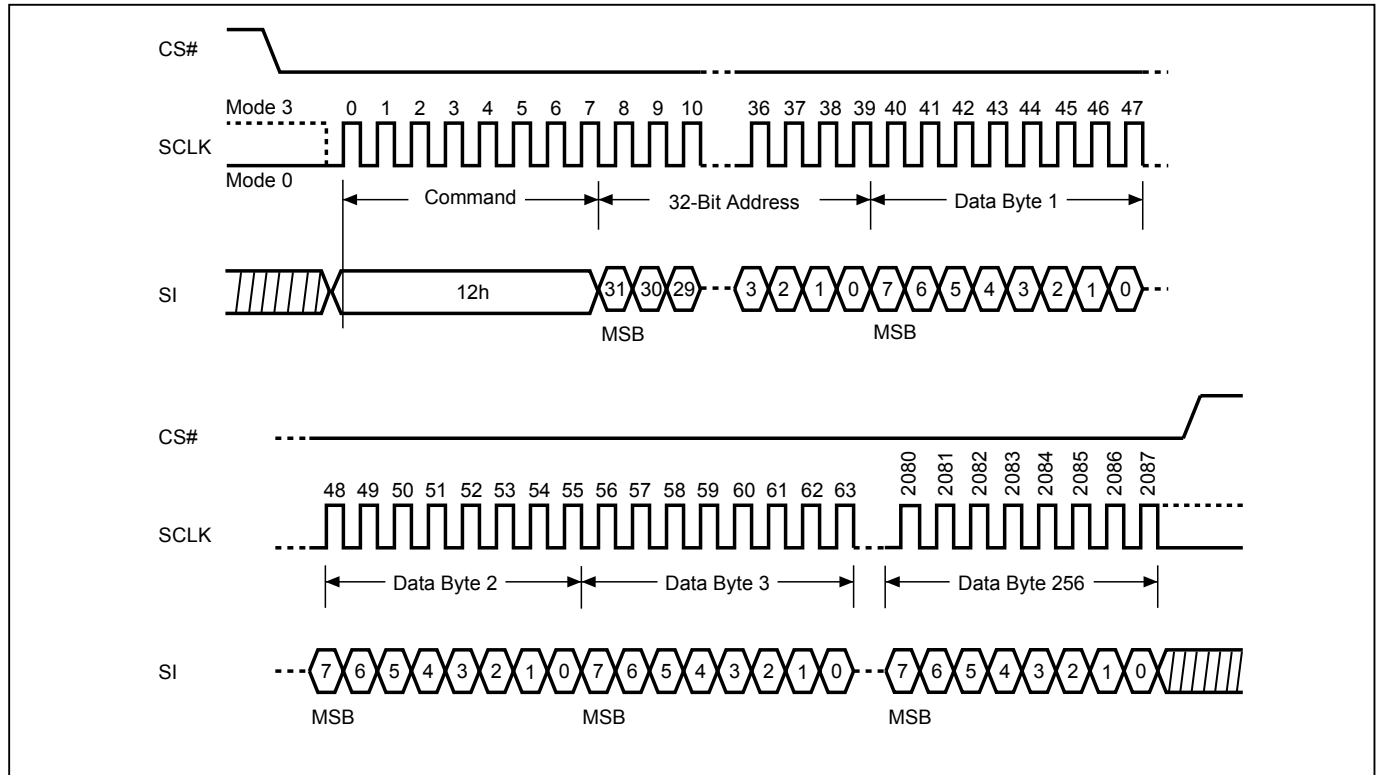 CS#
Mode 3
0 1 2 3 4 5 6 7 8 9 10 36 37 38 39 40 41 42 43 44 45 46 47
SCLK
Mode 0
Command 32-Bit Address Data Byte 1
SI 12h 31 30 29 3 2 1 0 7 6 5 4 3 2 1 0
MSB MSB
CS#
48 49 50 51 52 53 54 55 56 57 58 59 60 61 62 63 2080 2081 2082 2083 2084 2085 2086 2087
SCLK
Data Byte 2 Data Byte 3 Data Byte 256
SI 7 6 5 4 3 2 1 0 7 6 5 4 3 2 1 0 7 6 5 4 3 2 1 0
MSB MSB MSB